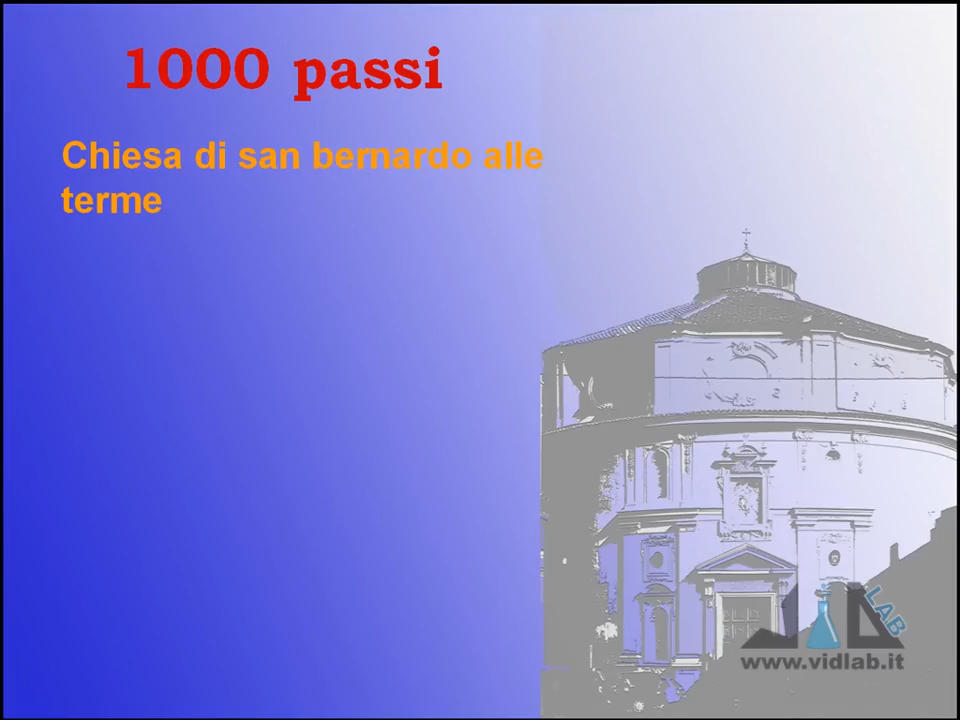 1000 passi
Chiesa di san bernardo alle
terme
LAB
www.vidlab.it